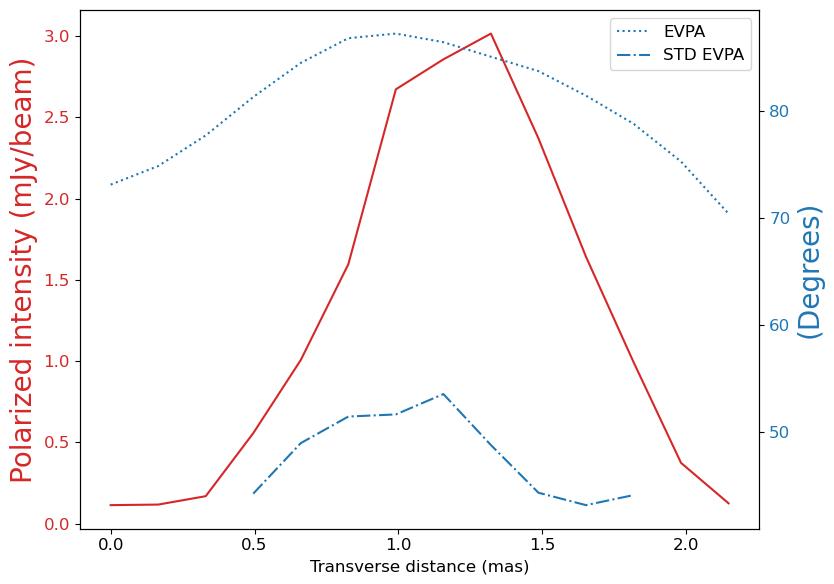 EVPA
STD EVPA
Polarized intensity (mJy/beam)
3.0
2.5
2.0
1.5
1.0
0.5
0.0
80
70
60
50
(Degrees)
0.0 0.5 1.0 1.5 2.0
Transverse distance (mas)